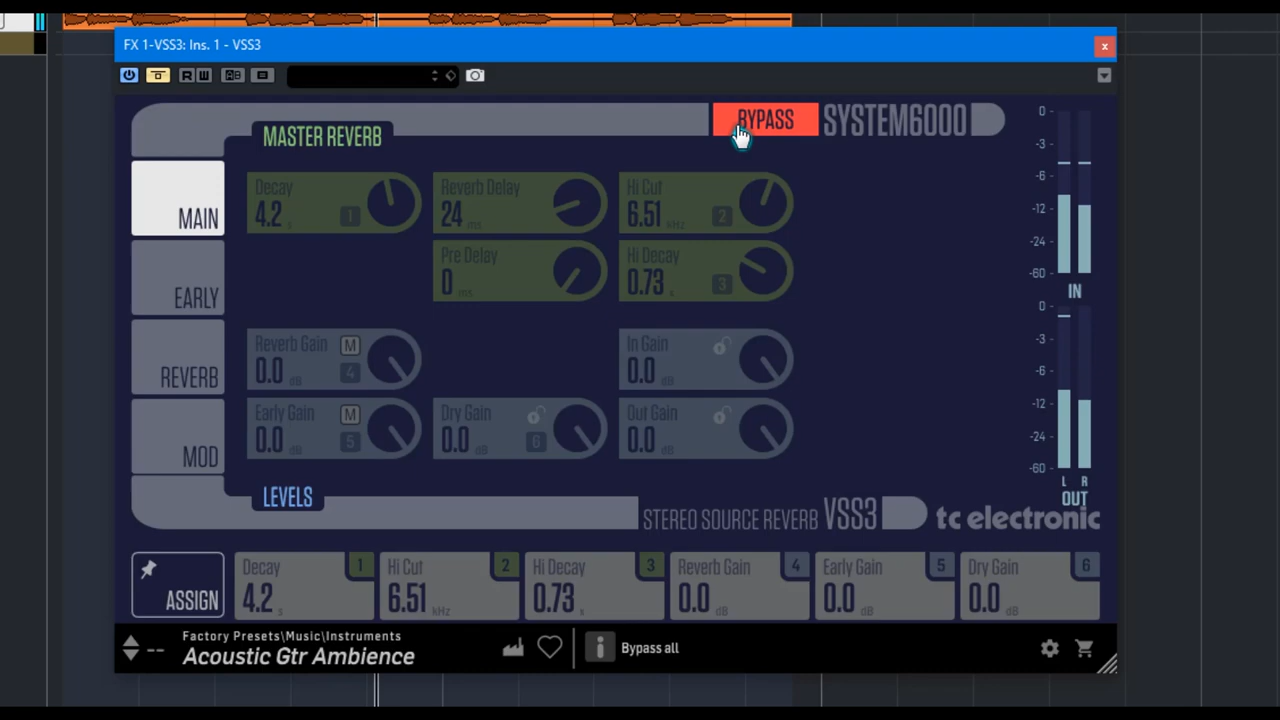 FX 1-VSS3: Ins. 1 - VSS3
x
R W
A B
BYPASS
SYSTEM6000
MASTER REVERB
MAIN
EARLY
REVERB
MOD
Decay
4.2 s
1
Reverb Delay
24 ms
Hi Cut
6.51 kHz
2
Pre Delay
0 ms
Hi Decay
0.73 x
3
Reverb Gain
M
0.0 dB
4
In Gain
0.0 dB
Early Gain
M
0.0 dB
5
Dry Gain
0.0 dB
6
Out Gain
0.0 dB
LEVELS
0
-3
-6
-12
-24
-60
IN
0
-3
-6
-12
-24
-60
L R
OUT
STEREO SOURCE REVERB VSS3
tc electronic
ASSIGN
Decay
1
4.2 s
Hi Cut
2
6.51 kHz
Hi Decay
3
0.73 x
Reverb Gain
4
0.0 dB
Early Gain
5
0.0 dB
Dry Gain
6
0.0 dB
--
Factory Presets\Music\Instruments
Acoustic Gtr Ambience
i
Bypass all